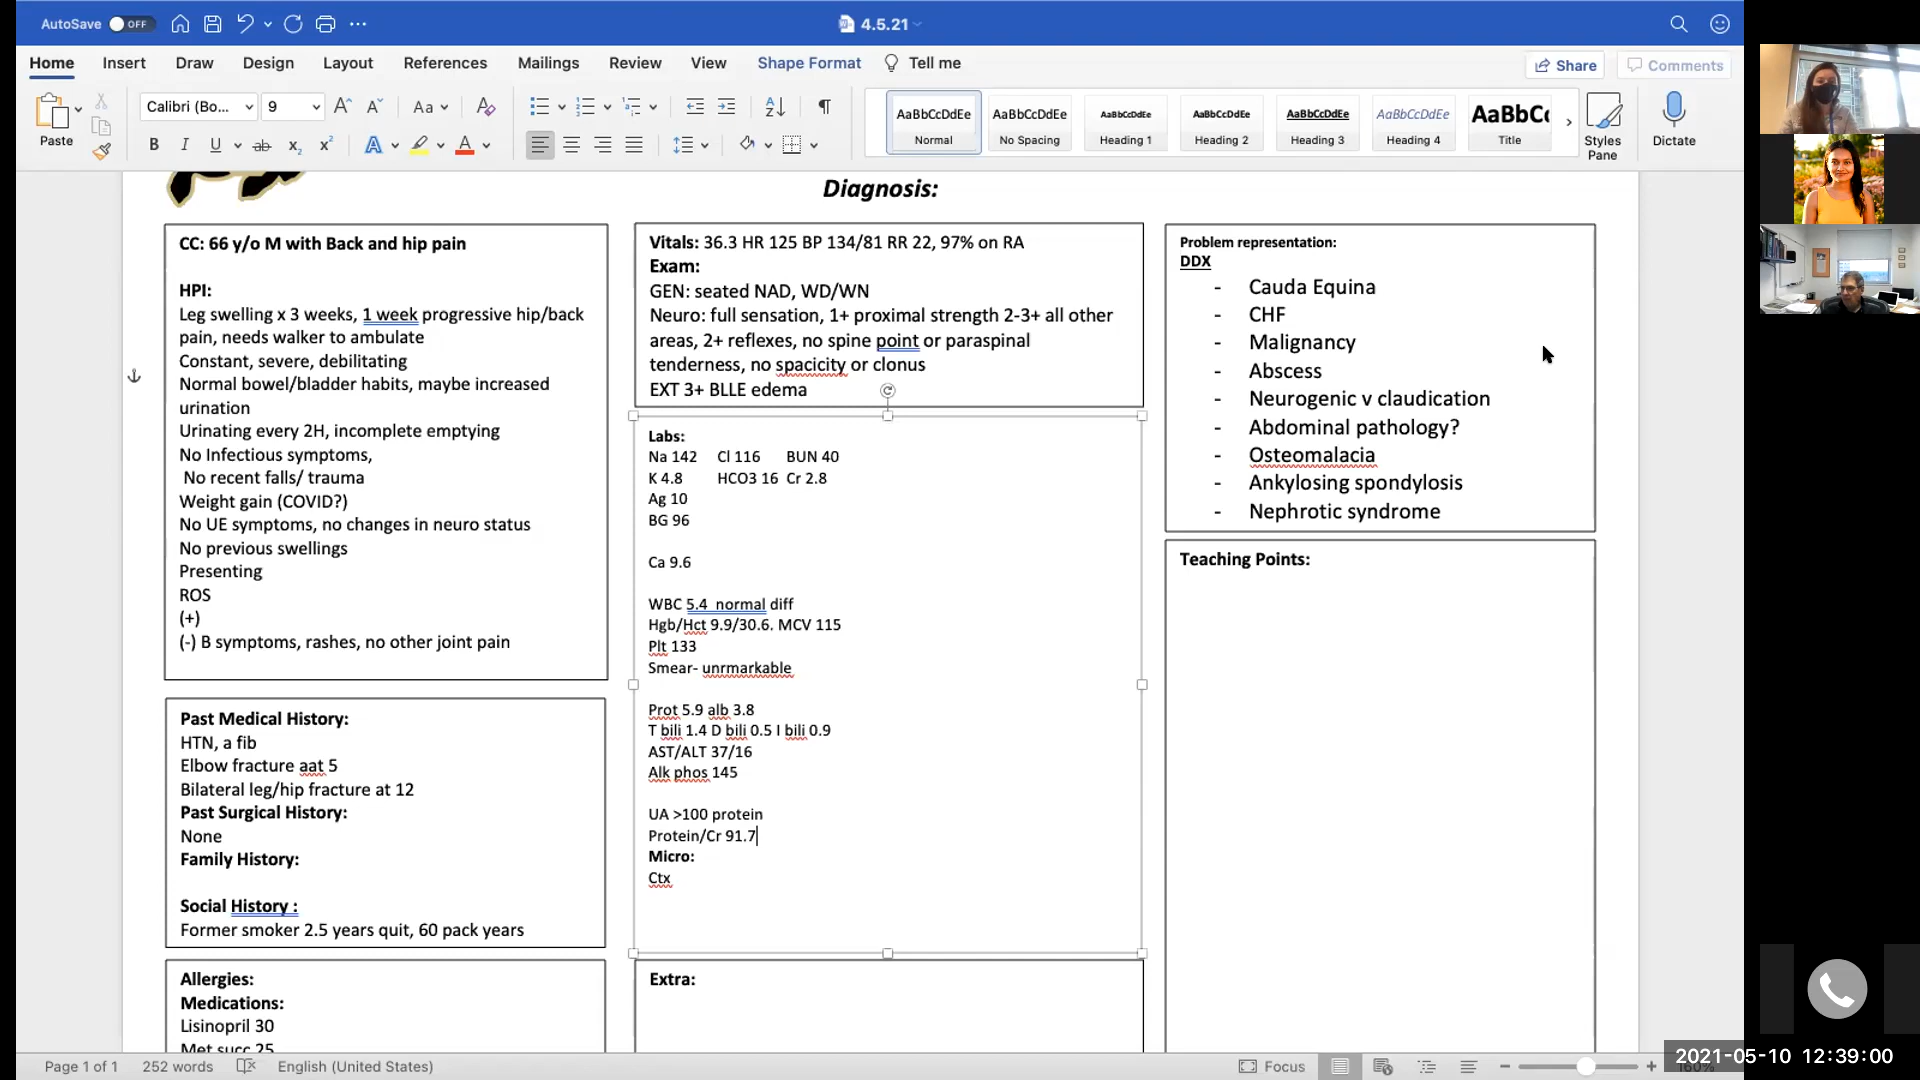 AutoSave OFF
4.5.21
Home Insert Draw Design Layout References Mailings Review View Shape Format Tell me
Share Comments
Calibri (Bo... 9
Paste
AaBbCcDdEe AaBbCcDdEe AaBbCcDdEe AaBbCcDdEe AaBbCcDdEe AaBbCcDdEe AaBbCc
Normal No Spacing Heading 1 Heading 2 Heading 3 Heading 4 Title
Styles Pane
Dictate
Diagnosis:
CC: 66 y/o M with Back and hip pain
HPI:
Leg swelling x 3 weeks, 1 week progressive hip/back
pain, needs walker to ambulate
Constant, severe, debilitating
Normal bowel/bladder habits, maybe increased
urination
Urinating every 2H, incomplete emptying
No Infectious symptoms,
No recent falls/ trauma
Weight gain (COVID?)
No UE symptoms, no changes in neuro status
No previous swellings
Presenting
ROS
(+)
(-) B symptoms, rashes, no other joint pain
Past Medical History:
HTN, a fib
Elbow fracture aat 5
Bilateral leg/hip fracture at 12
Past Surgical History:
None
Family History:
Social History :
Former smoker 2.5 years quit, 60 pack years
Allergies:
Medications:
Lisinopril 30
Met succ 25
Vitals: 36.3 HR 125 BP 134/81 RR 22, 97% on RA
Exam:
GEN: seated NAD, WD/WN
Neuro: full sensation, 1+ proximal strength 2-3+ all other
areas, 2+ reflexes, no spine point or paraspinal
tenderness, no spacicity or clonus
EXT 3+ BLLE edema
Labs:
Na 142 Cl 116 BUN 40
K 4.8 HCO3 16 Cr 2.8
Ag 10
BG 96
Ca 9.6
WBC 5.4 normal diff
Hgb/Hct 9.9/30.6. MCV 115
Plt 133
Smear- unrmarkable
Prot 5.9 alb 3.8
T bili 1.4 D bili 0.5 I bili 0.9
AST/ALT 37/16
Alk phos 145
UA >100 protein
Protein/Cr 91.7
Micro:
Ctx
Extra:
Problem representation:
DDX
- Cauda Equina
- CHF
- Malignancy
- Abscess
- Neurogenic v claudication
- Abdominal pathology?
- Osteomalacia
- Ankylosing spondylosis
- Nephrotic syndrome
Teaching Points:
Page 1 of 1 252 words English (United States)
Focus
2021-05-10 12:39:00